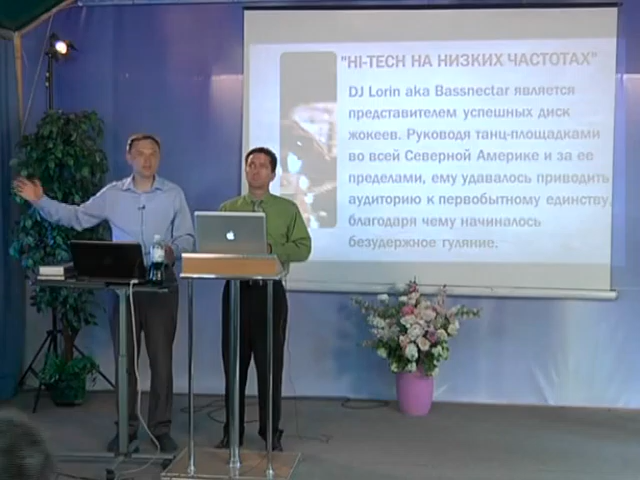 "HI-TECH НА НИЗКИХ ЧАСТОТАХ"
DJ Lorin aka Bassnectar является
представителем успешных диск
жокеев. Руководя танц-площадками
во всей Северной Америке и за ее
пределами, ему удавалось приводить
аудиторию к первобытному единству,
благодаря чему начиналось
безудержное гуляние.